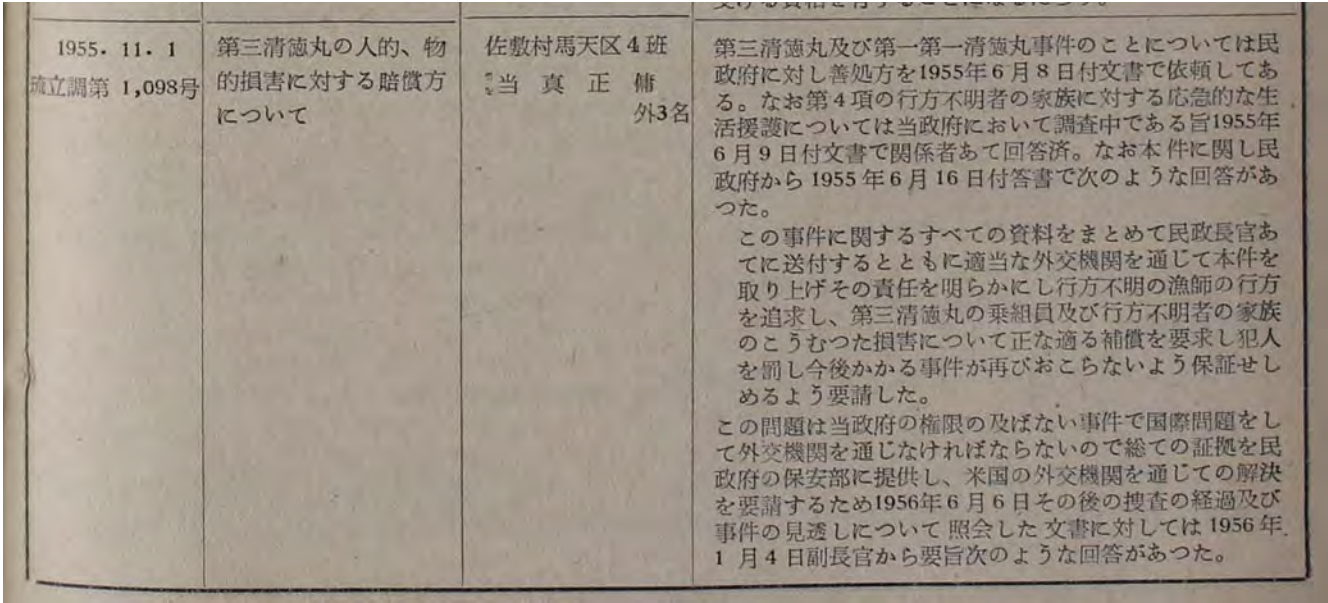 1955. 11. 1
琉立調第 1,098号
第三清徳丸の人的、物
的損害に対する賠償方
について
佐敷村馬天区4班
当真正傭
外3名
第三清徳丸及び第一第一清徳丸事件のことについては民
政府に対し善処方を1955年6月8日付文書で依頼してあ
る。なお第4項の行方不明者の家族に対する応急的な生
活援護については当政府において調査中である旨1955年
6月9日付文書で関係者あて回答済。なお本件に関し民
政府から1955年6月16日付答書で次のような回答があ
つた。
この事件に関するすべての資料をまとめて民政長官あ
てに送付するとともに適当な外交機関を通じて本件を
取り上げその責任を明らかにし行方不明の漁師の行方
を追求し、第三清徳丸の乗組員及び行方不明者の家族
のこうむつた損害について正な適る補償を要求し犯人
を罰し今後かかる事件が再びおこらないよう保証せし
めるよう要請した。
この問題は当政府の権限の及ばない事件で国際問題をし
て外交機関を通じなければならないので総ての証拠を民
政府の保安部に提供し、米国の外交機関を通じての解決
を要請するため1956年6月6日その後の捜査の経過及び
事件の見透しについて照会した文書に対しては1956年
1月4日副長官から要旨次のような回答があつた。